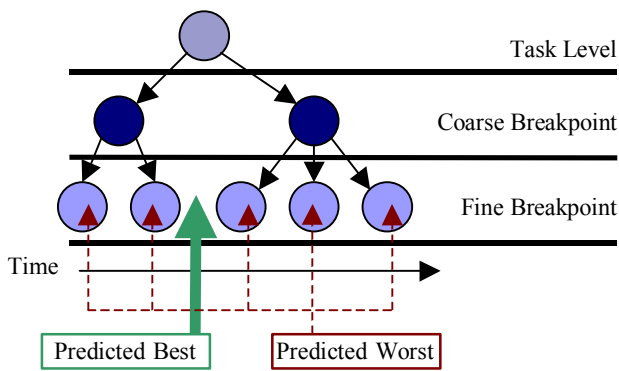 Task Level
Coarse Breakpoint
Fine Breakpoint
Time
Predicted Best
Predicted Worst